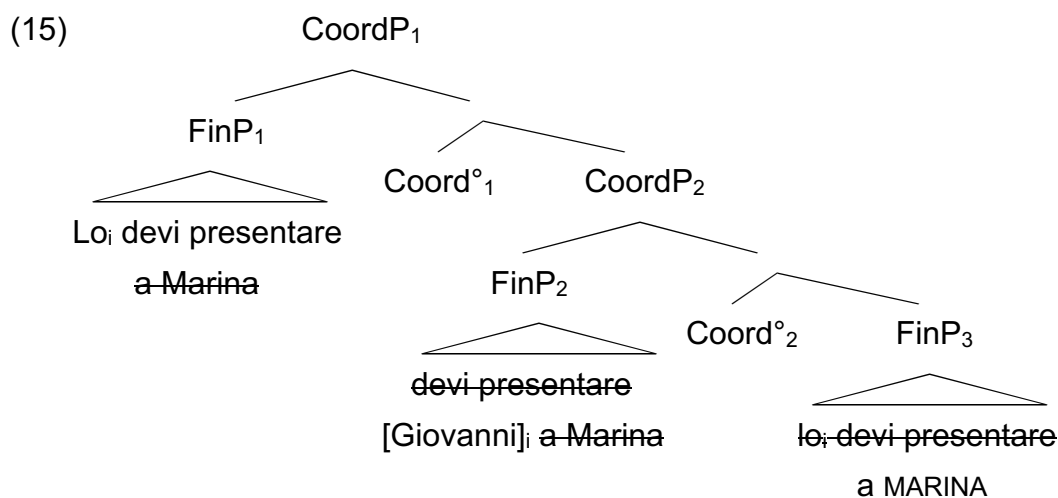 (15) CoordP₁
FinP₁
Coord°₁ CoordP₂
Loᵢ devi presentare
a Marina
FinP₂
Coord°₂ FinP₃
devi presentare
[Giovanni]ᵢ a Marina
loᵢ devi presentare
a MARINA